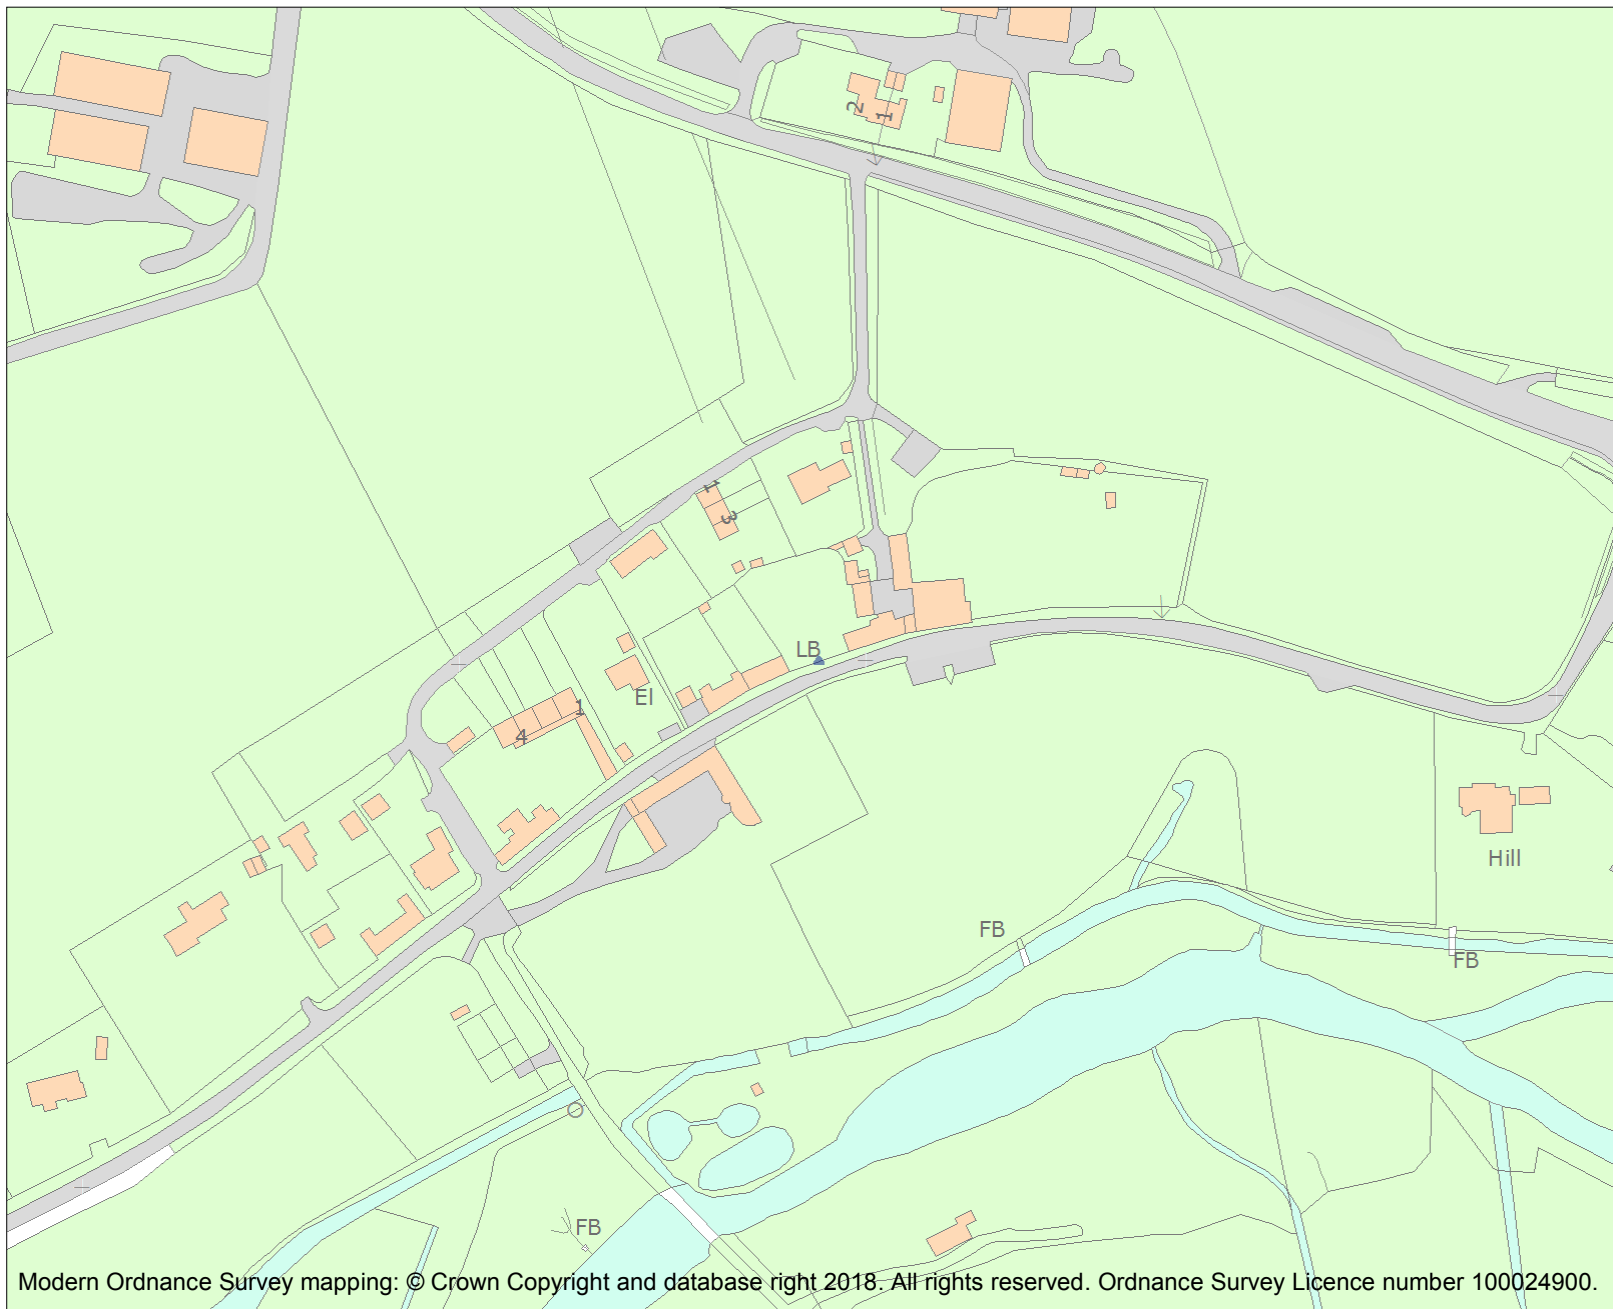 2
1
1
3
LB
El
1
4
Hill
FB
FB
FB
Modern Ordnance Survey mapping: © Crown Copyright and database right 2018. All rights reserved. Ordnance Survey Licence number 100024900.